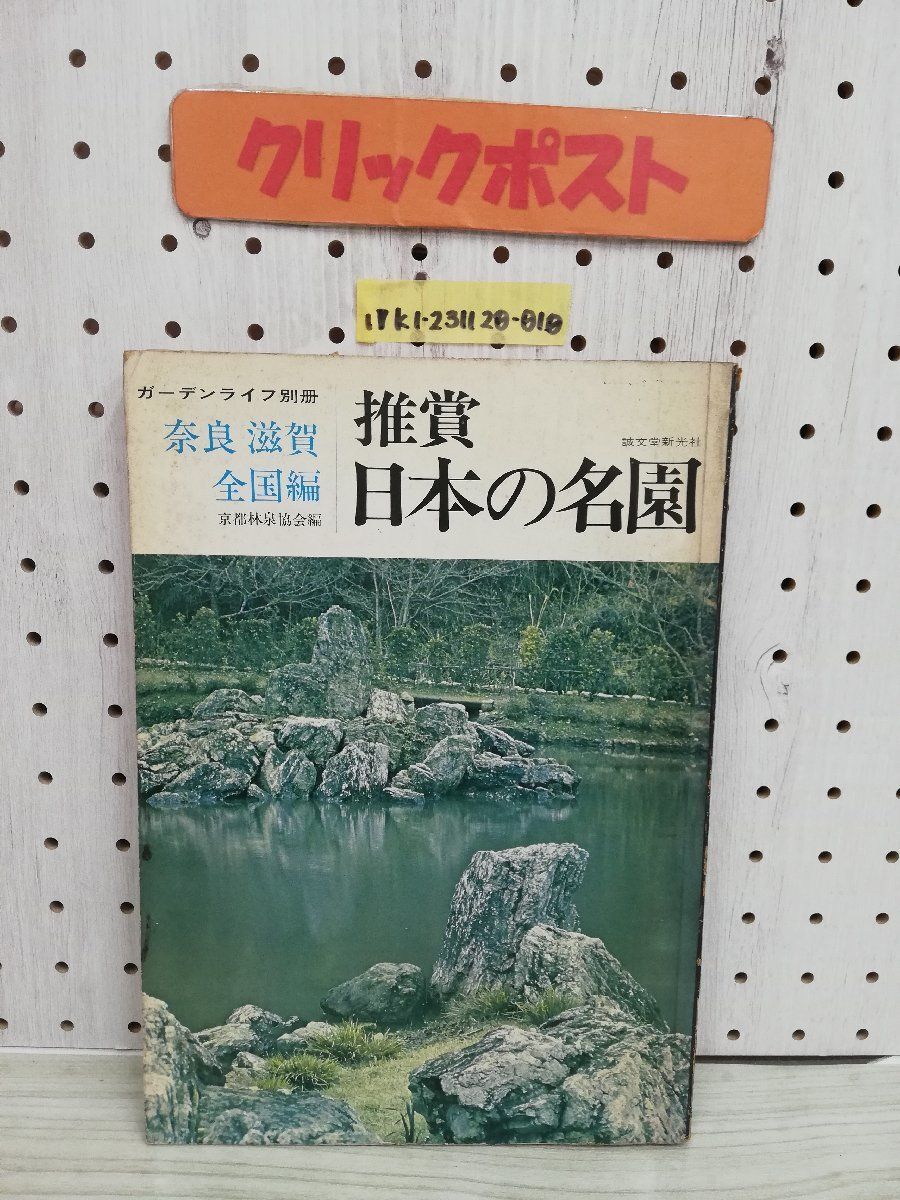 クリックポスト
1Yk1-231120-010
ガーデンライフ別冊
奈良 滋賀
全国編
京都林泉協会編
推賞
日本の名園
誠文堂新光社